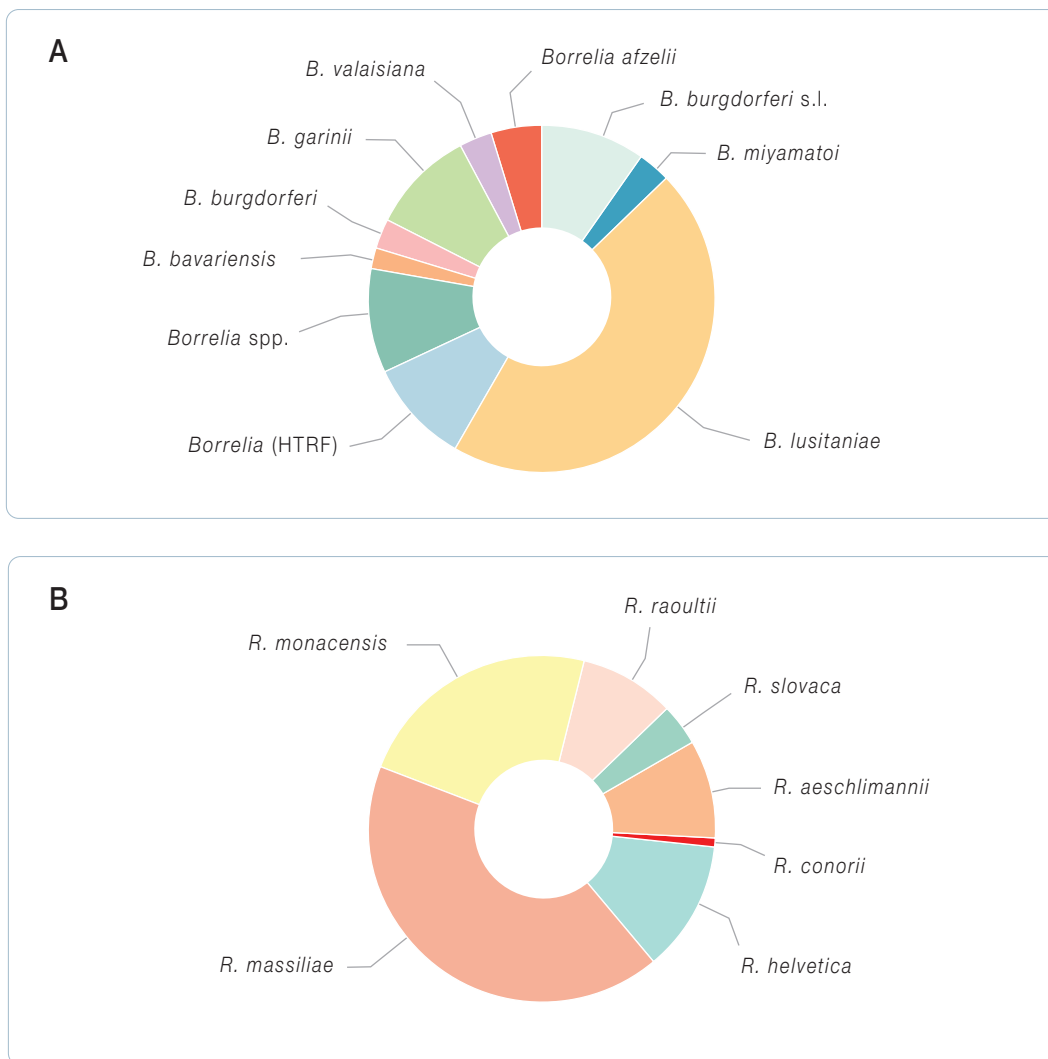 A
Borrelia afzelii
B. valaisiana
B. burgdorferi s.l.
B. garinii
B. miyamatoi
B. burgdorferi
B. bavariensis
Borrelia spp.
Borrelia (HTRF)
B. lusitaniae
B
R. raoultii
R. monacensis
R. slovaca
R. aeschlimannii
R. conorii
R. massiliae
R. helvetica